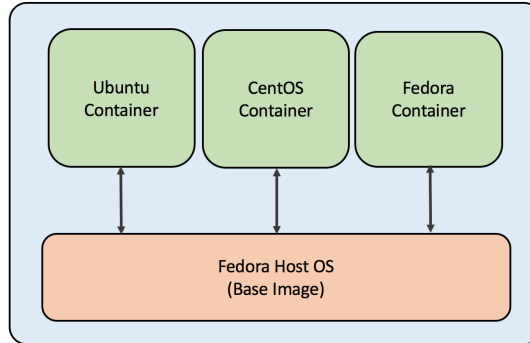 Ubuntu
Container
CentOS
Container
Fedora
Container
Fedora Host OS
(Base Image)